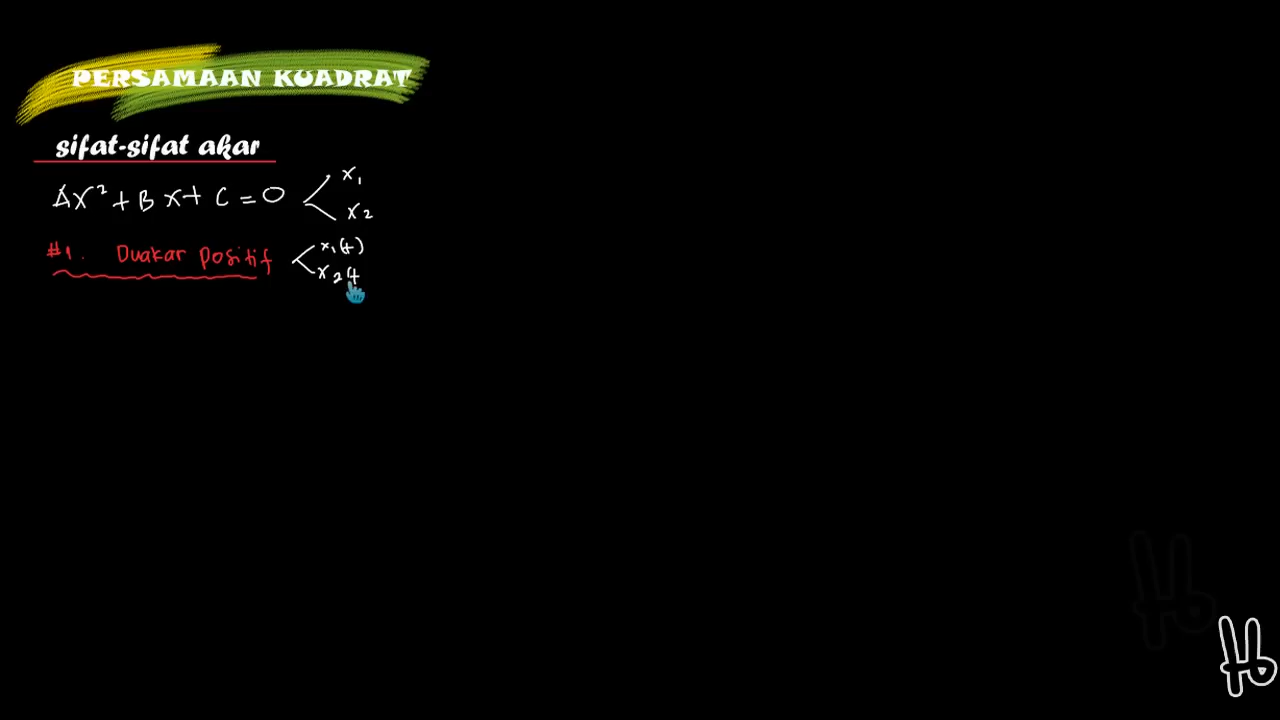 PERSAMAAN KUADRAT
sifat-sifat akar
AX² + BX + C = 0 < X₁
X₂
#1. Duakar Positif < X₁(+)
X₂(+